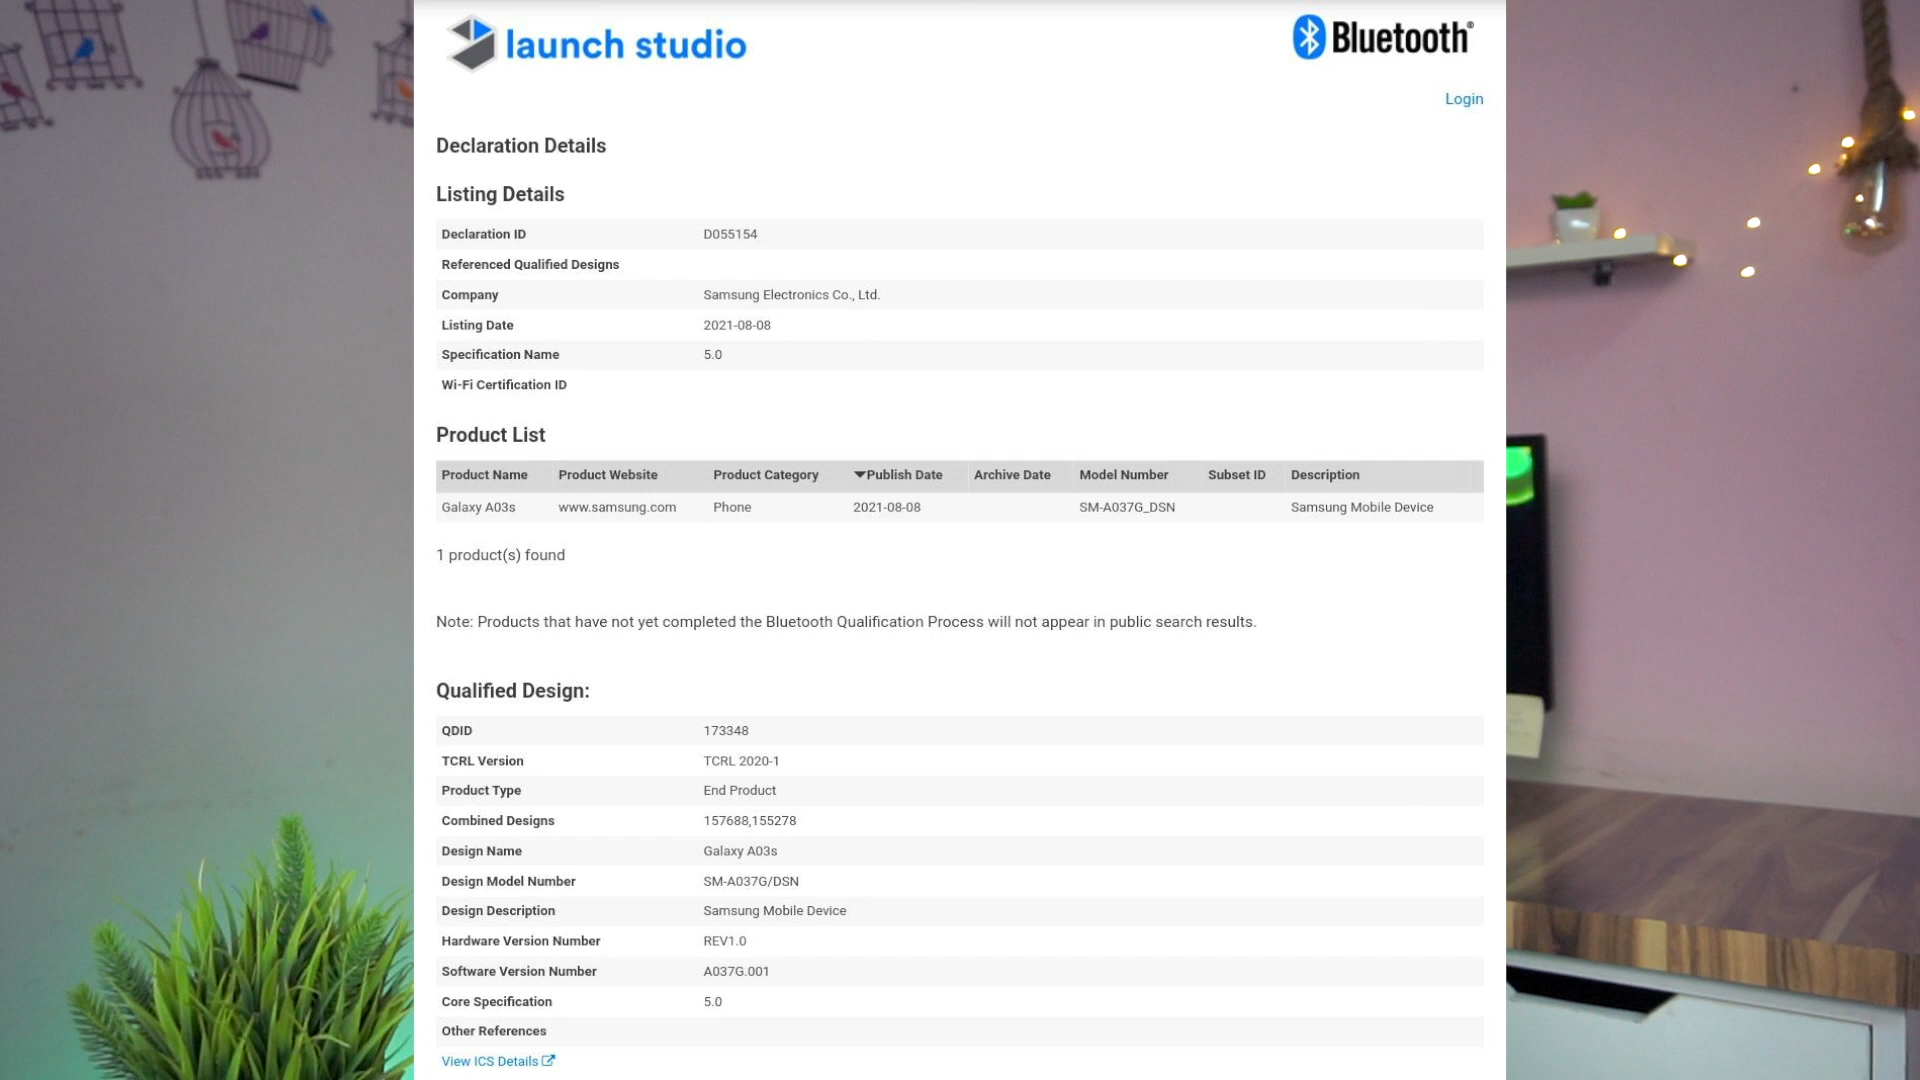 launch studio
Bluetooth®
Login
Declaration Details
Listing Details
Declaration ID D055154
Referenced Qualified Designs
Company Samsung Electronics Co., Ltd.
Listing Date 2021-08-08
Specification Name 5.0
Wi-Fi Certification ID
Product List
Product Name Product Website Product Category Publish Date Archive Date Model Number Subset ID Description
Galaxy A03s www.samsung.com Phone 2021-08-08 SM-A037G_DSN Samsung Mobile Device
1 product(s) found
Note: Products that have not yet completed the Bluetooth Qualification Process will not appear in public search results.
Qualified Design:
QDID 173348
TCRL Version TCRL 2020-1
Product Type End Product
Combined Designs 157688,155278
Design Name Galaxy A03s
Design Model Number SM-A037G/DSN
Design Description Samsung Mobile Device
Hardware Version Number REV1.0
Software Version Number A037G.001
Core Specification 5.0
Other References
View ICS Details